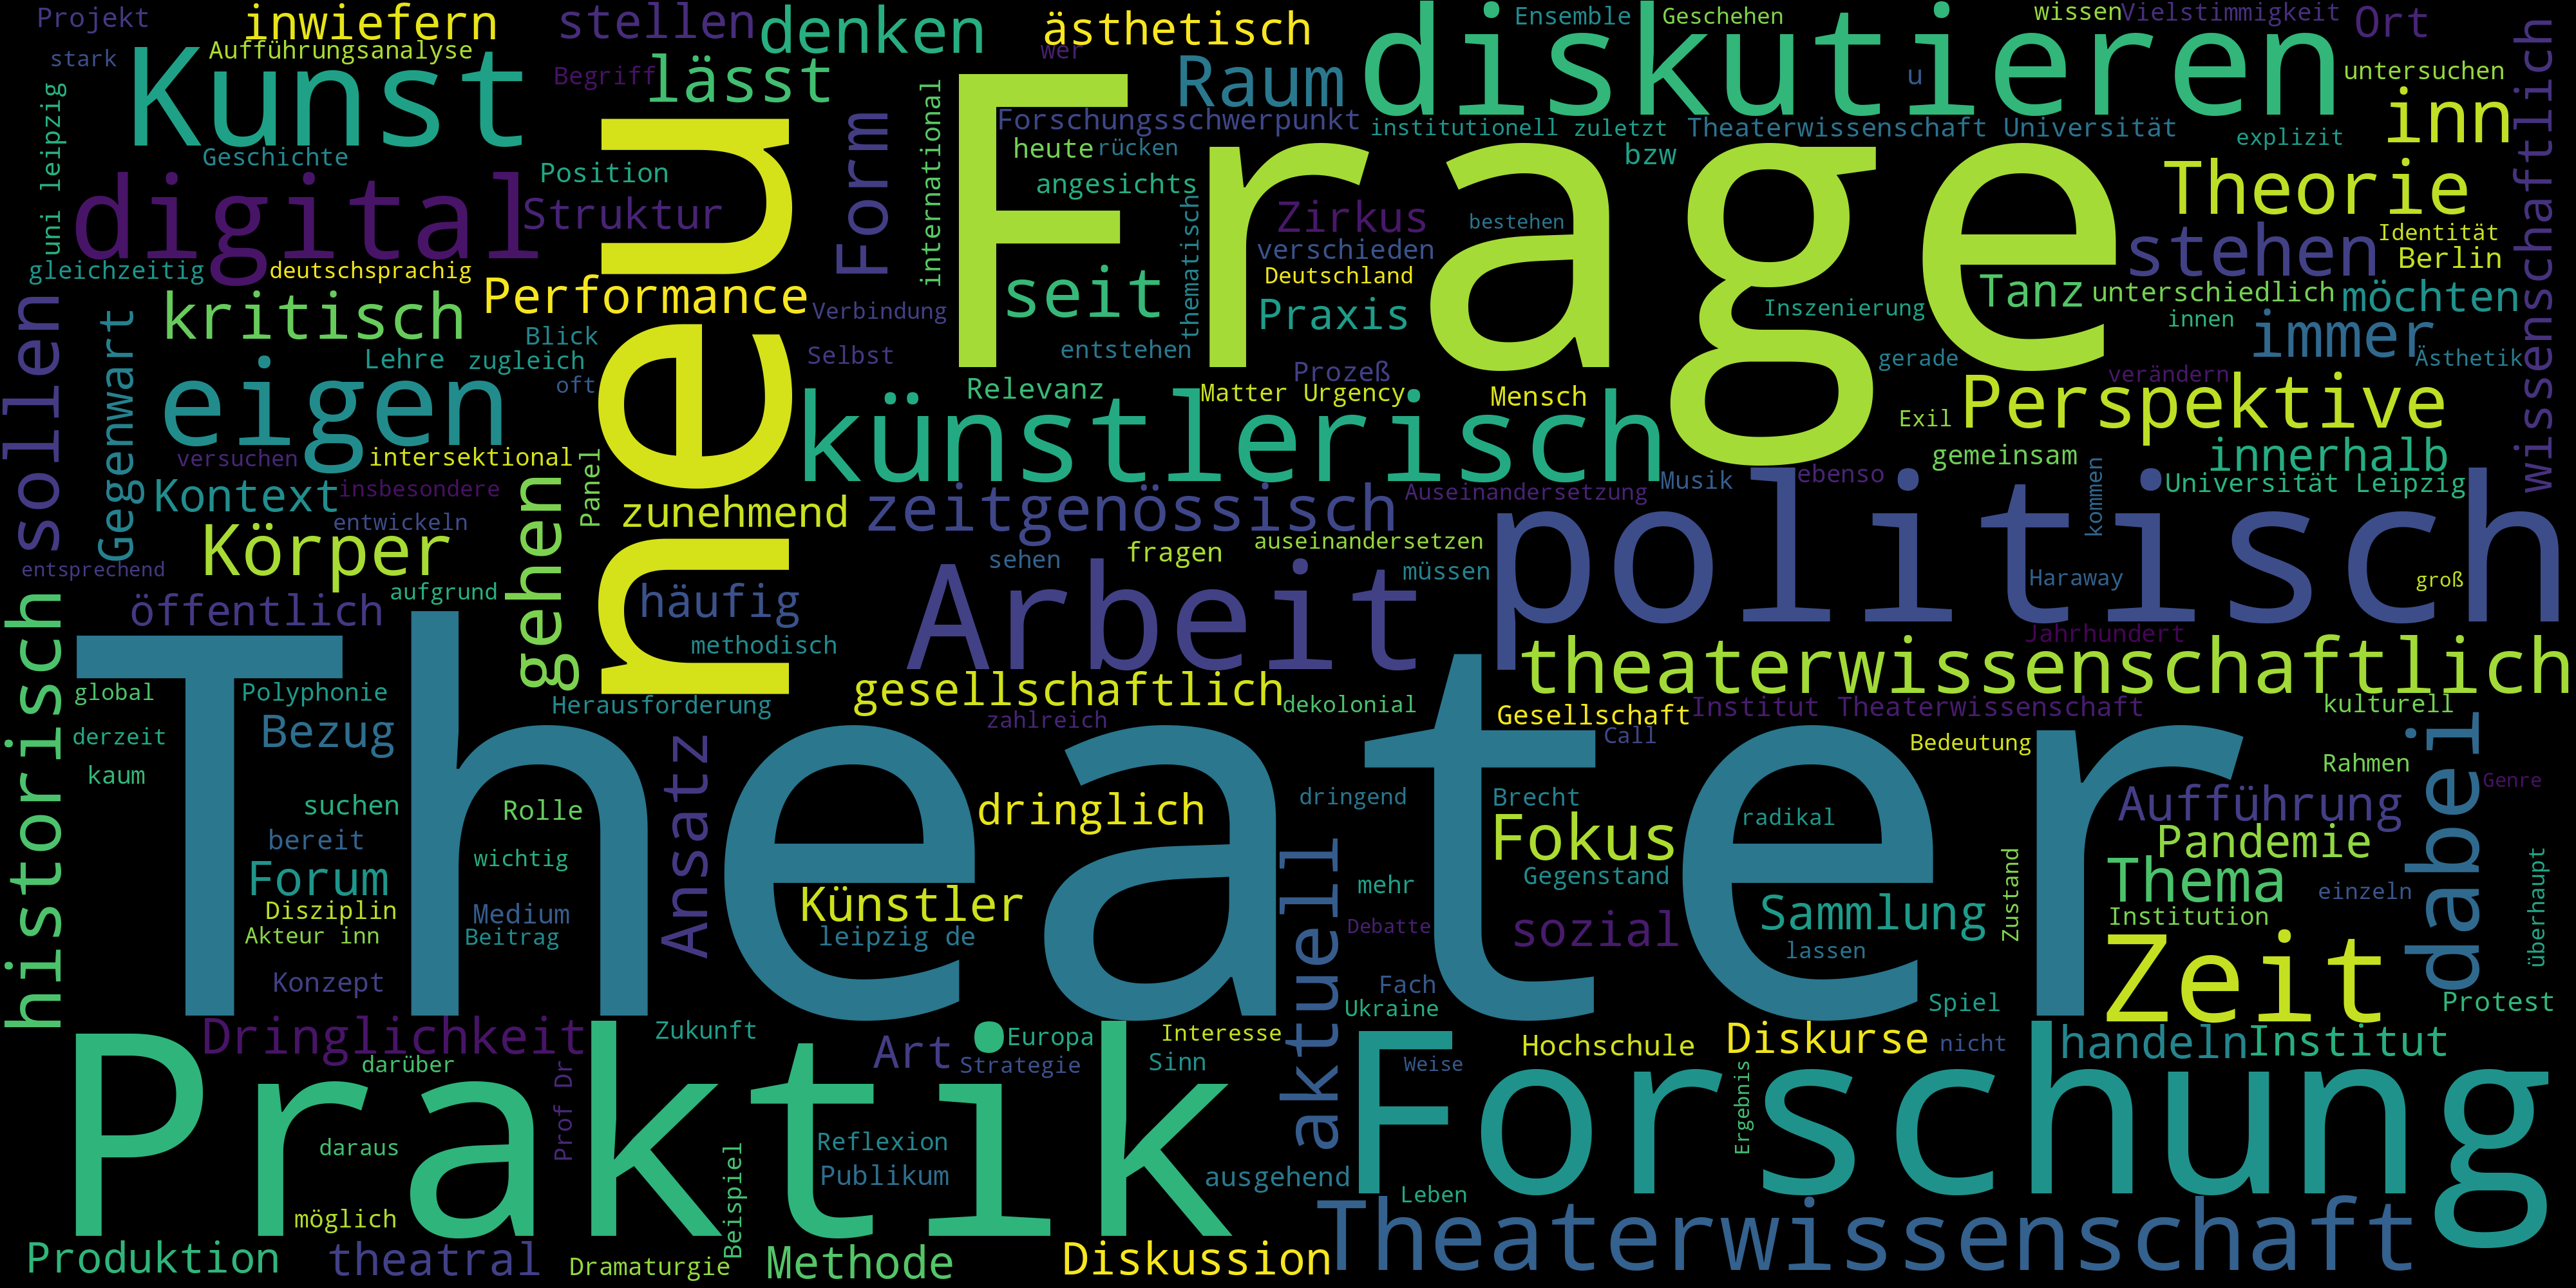 Projekt
inwiefern
stellen
denken
ästhetisch
wer
diskutieren
Ensemble
Geschehen
wissen
Vielstimmigkeit
Ort
wissenschaftlich
stark
Kunst
Aufführungsanalyse
Begriff
lässt
Raum
u
untersuchen
inn
uni leipzig
Geschichte
neu
Form
international
Forschungsschwerpunkt
institutionell
zuletzt
Theaterwissenschaft Universität
explizit
Frage
heute
rücken
bzw
digital
Position
Struktur
angesichts
thematisch
Zirkus
bestehen
Theorie
stehen
Identität
Berlin
gleichzeitig
deutschsprachig
verschieden
Deutschland
seit
Praxis
Inszenierung
Tanz
unterschiedlich
möchten
innen
immer
Ästhetik
kritisch
Performance
Verbindung
Gegenwart
Blick
Lehre
zugleich
oft
Selbst
entstehen
Prozeß
gerade
verändern
sollen
eigen
Relevanz
Matter Urgency
Mensch
Exil
Perspektive
künstlerisch
gemeinsam
innerhalb
versuchen
intersektional
Panel
Kontext
insbesondere
gehen
zunehmend
zeitgenössisch
Auseinandersetzung
Musik
ebenso
kommen
Universität Leipzig
entwickeln
Körper
entsprechend
aufgrund
öffentlich
häufig
sehen
fragen
auseinandersetzen
müssen
Arbeit
politisch
Haraway
groß
historisch
methodisch
Jahrhundert
theaterwissenschaftlich
Theater
global
Polyphonie
Herausforderung
gesellschaftlich
zahlreich
dekolonial
Gesellschaft
Institut Theaterwissenschaft
kulturell
derzeit
Bezug
Call
Bedeutung
dabei
kaum
Ansatz
Rahmen
Genre
suchen
Rolle
dringlich
dringend
Brecht
radikal
Aufführung
bereit
wichtig
aktuell
Fokus
Pandemie
Zustand
überhaupt
Forum
Gegenstand
Thema
einzeln
mehr
Disziplin
Medium
Künstler
Debatte
sozial
Sammlung
Institution
Akteur inn
Beitrag
leipzig de
lassen
Zeit
Konzept
Fach
Ukraine
Spiel
Protest
Dringlichkeit
Zukunft
Europa
Interesse
Art
Strategie
Sinn
Weise
Hochschule
Diskurse
nicht
handeln
Institut
darüber
Prof Dr
Praktik
Forschung
Ergebnis
daraus
Reflexion
Publikum
ausgehend
Leben
Beispiel
möglich
Theaterwissenschaft
Produktion
theatral
Dramaturgie
Methode
Diskussion